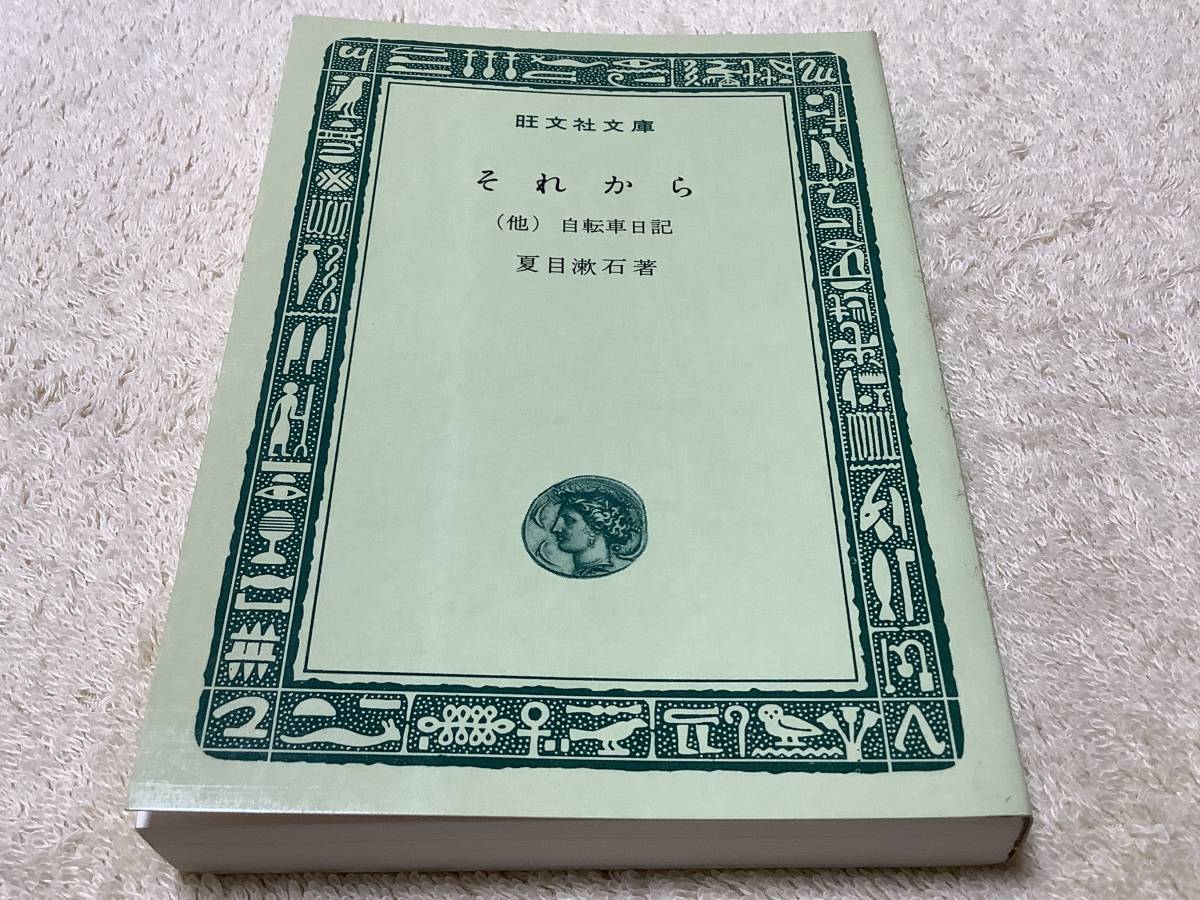 旺文社文庫
それから
（他） 自転車日記
夏目漱石著